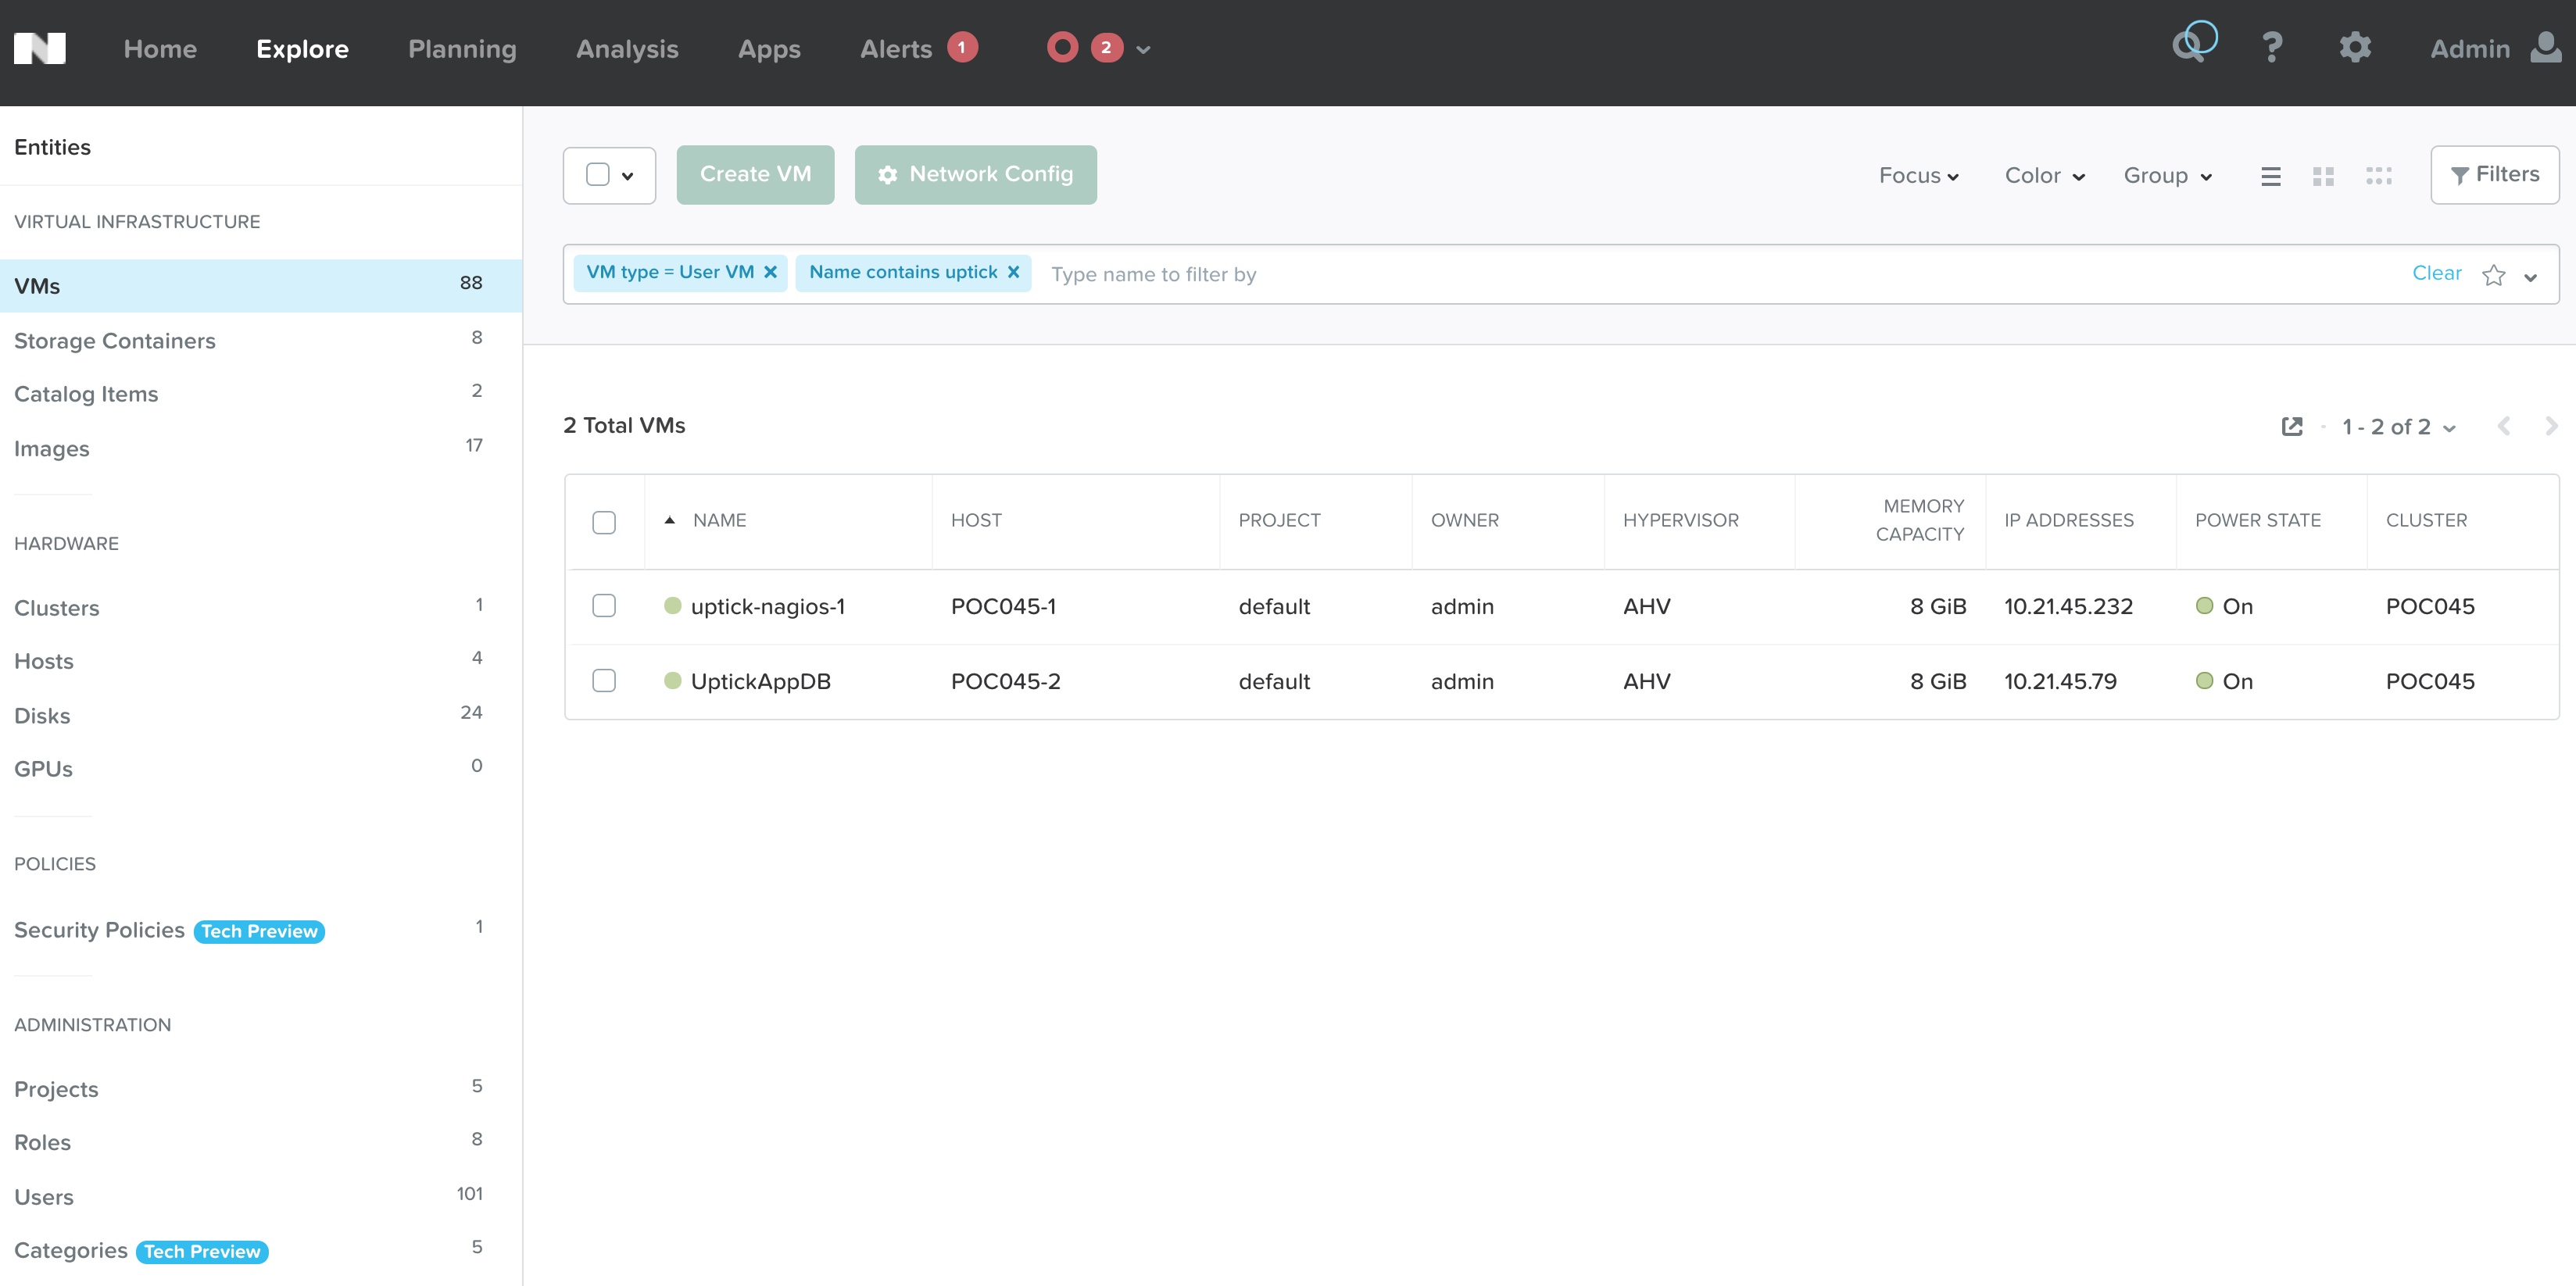 Home Explore Planning Analysis Apps Alerts 1 2 ? Admin
Entities
VIRTUAL INFRASTRUCTURE
VMs 88
Storage Containers 8
Catalog Items 2
Images 17
HARDWARE
Clusters 1
Hosts 4
Disks 24
GPUs 0
POLICIES
Security Policies Tech Preview 1
ADMINISTRATION
Projects 5
Roles 8
Users 101
Categories Tech Preview 5
Create VM Network Config Focus Color Group Filters
VM type = User VM × Name contains uptick × Type name to filter by Clear
2 Total VMs 1 - 2 of 2
NAME HOST PROJECT OWNER HYPERVISOR MEMORY CAPACITY IP ADDRESSES POWER STATE CLUSTER
uptick-nagios-1 POC045-1 default admin AHV 8 GiB 10.21.45.232 On POC045
UptickAppDB POC045-2 default admin AHV 8 GiB 10.21.45.79 On POC045